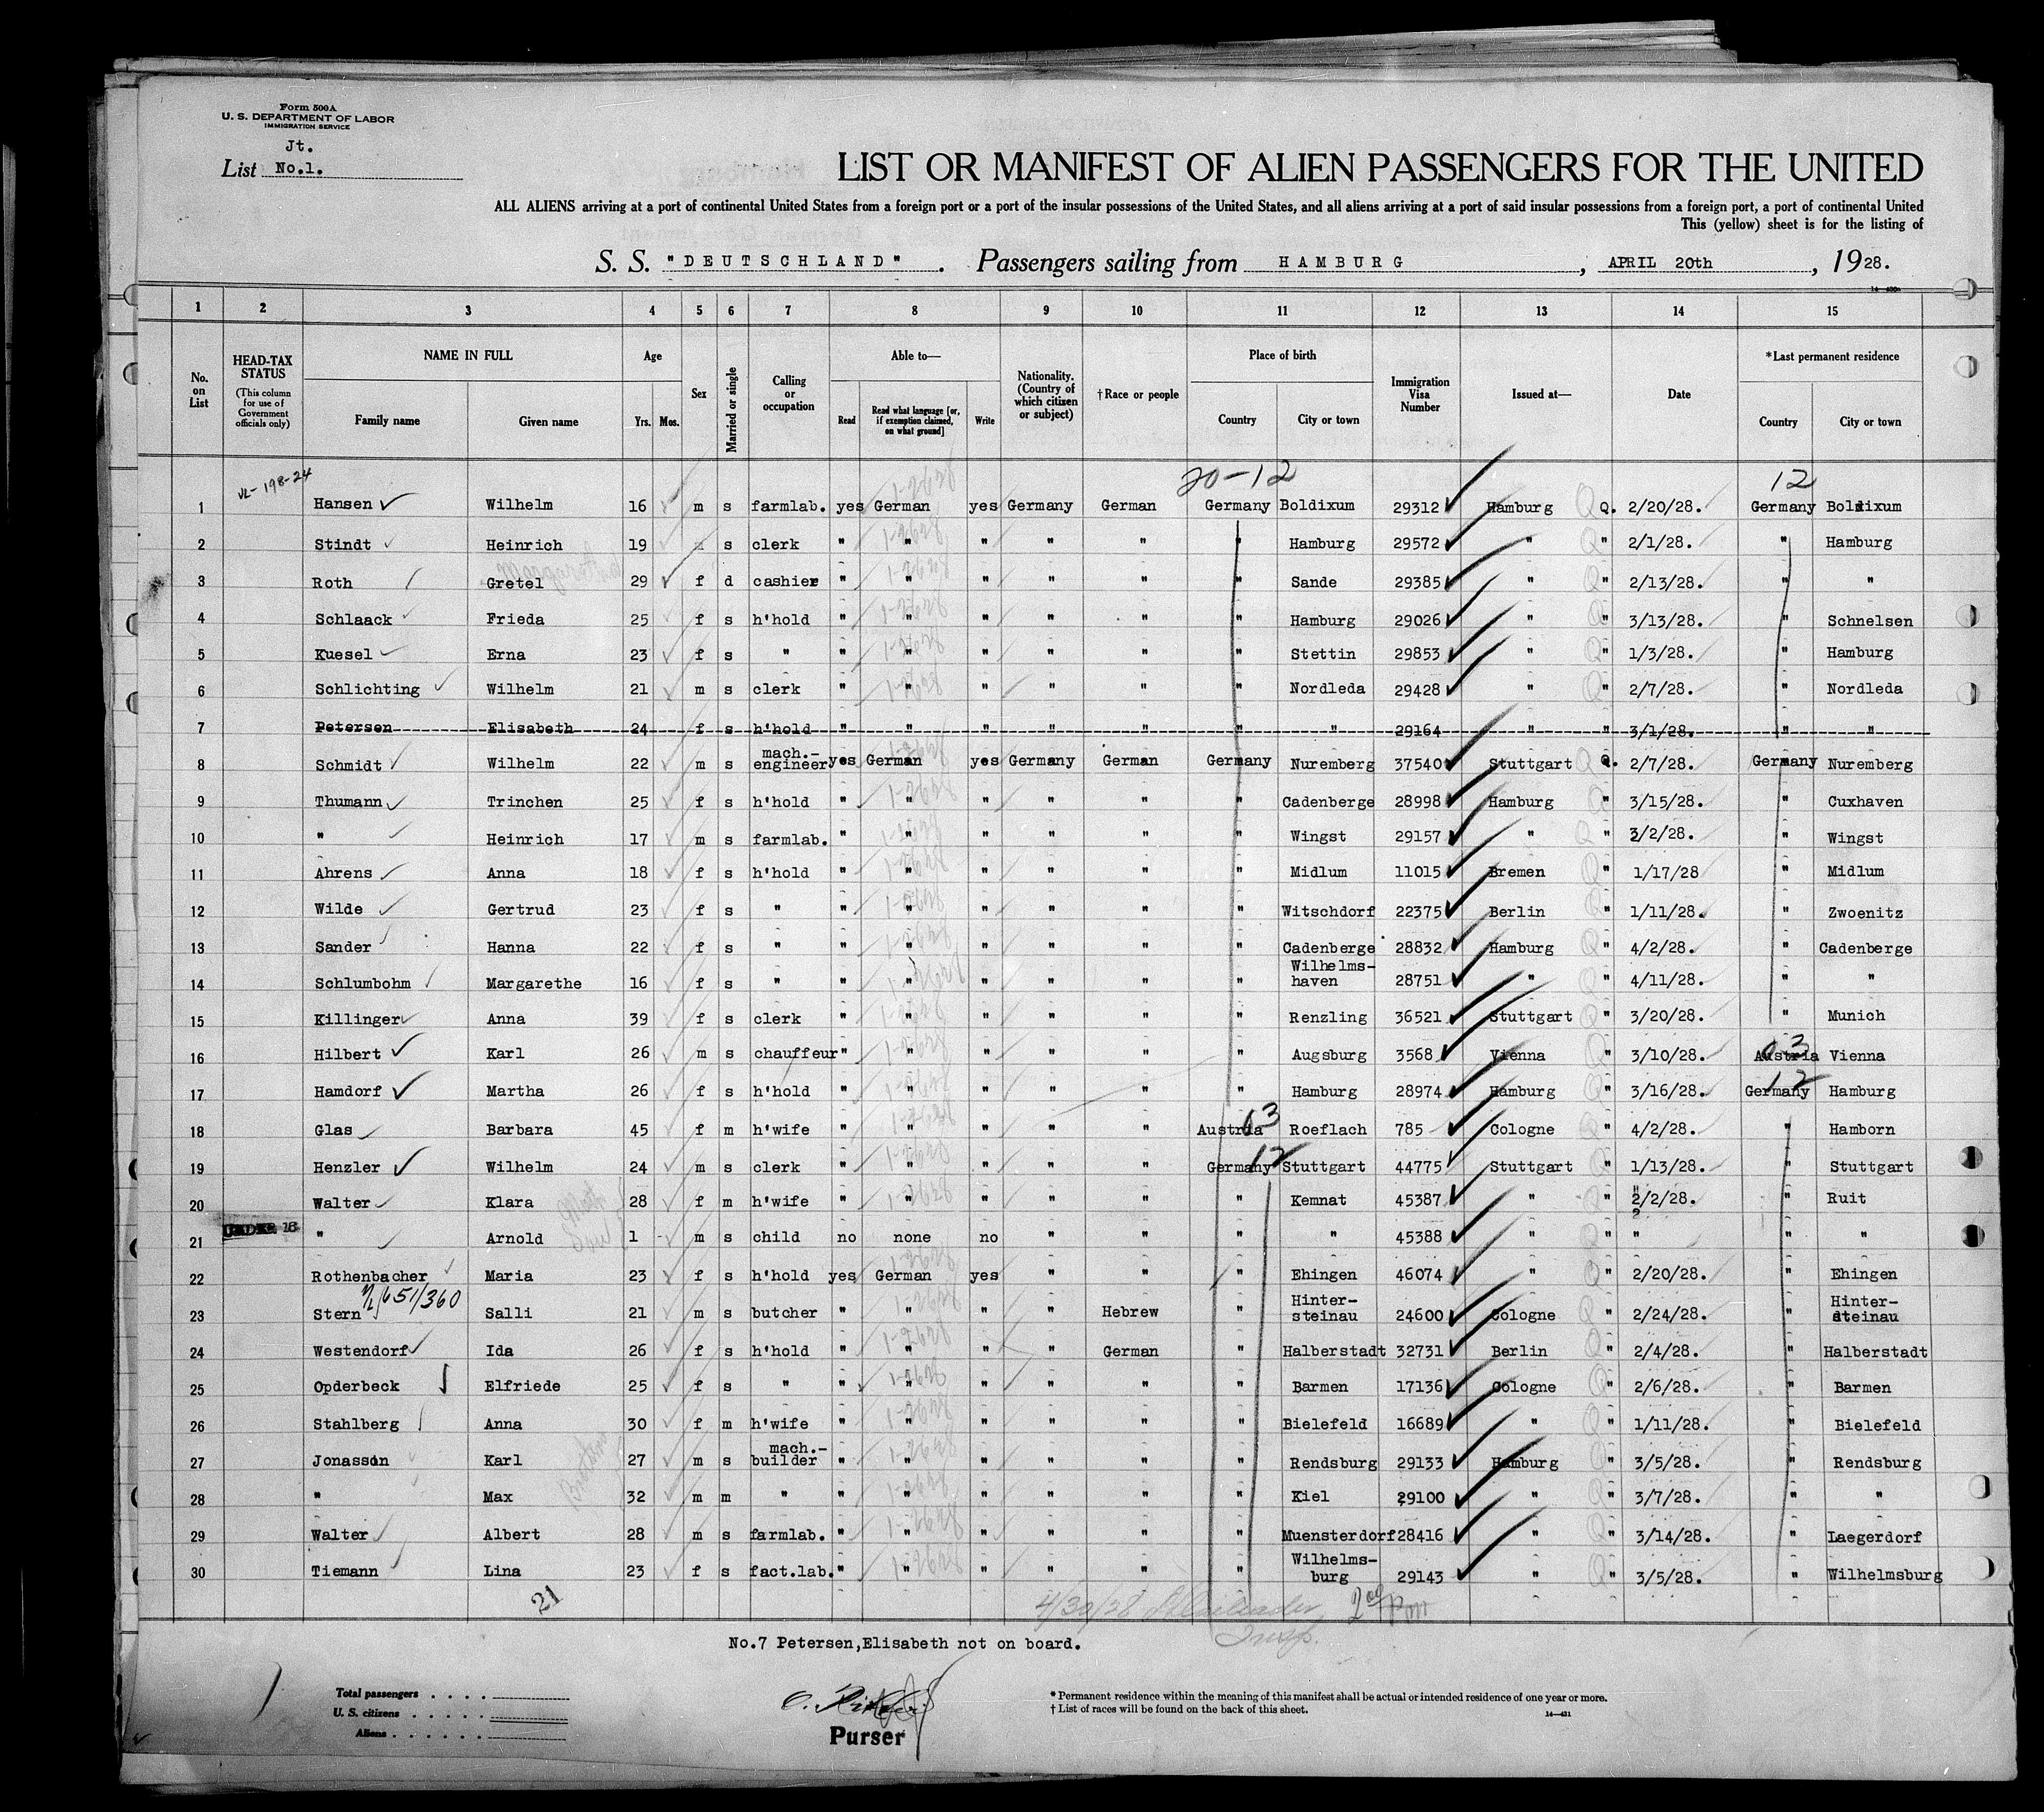 Form 500A
U. S. DEPARTMENT OF LABOR
IMMIGRATION SERVICE
Jt.
List No.1.
LIST OR MANIFEST OF ALIEN PASSENGERS FOR THE UNITED
ALL ALIENS arriving at a port of continental United States from a foreign port or a port of the insular possessions of the United States, and all aliens arriving at a port of said insular possessions from a foreign port, a port of continental United
This (yellow) sheet is for the listing of
S. S. "DEUTSCHLAND". Passengers sailing from HAMBURG, APRIL 20th, 1928.
1 2 3 4 5 6 7 8 9 10 11 12 13 14 15
No. on List HEAD-TAX STATUS (This column for use of Government officials only) NAME IN FULL Family name Given name Age Yrs. Mos. Sex Married or single Calling or occupation Able to— Read Read what language [or, if exemption claimed, on what ground] Write Nationality. (Country of which citizen or subject) †Race or people Place of birth Country City or town Immigration Visa Number Issued at— Date *Last permanent residence Country City or town
20-12 12
1 Hansen Wilhelm 16 m s farmlab. yes German yes Germany German Germany Boldixum 29312 Hamburg Q. 2/20/28. Germany Boldixum
2 Stindt Heinrich 19 s clerk " " " " " " Hamburg 29572 " " 2/1/28. " Hamburg
3 Roth Gretel 29 f d cashier " " " " " " Sande 29385 " " 2/13/28. " "
4 Schlaack Frieda 25 f s h'hold " " " " " " Hamburg 29026 " " 3/13/28. " Schnelsen
5 Kuesel Erna 23 f s " " " " " " " Stettin 29853 " " 1/3/28. " Hamburg
6 Schlichting Wilhelm 21 m s clerk " " " " " " Nordleda 29428 " " 2/7/28. " Nordleda
7 Petersen Elisabeth 24 f s h'hold " " " " " " " 29164 " " 3/1/28. " "
8 Schmidt Wilhelm 22 m s mach.-engineer yes German yes Germany German Germany Nuremberg 37540 Stuttgart Q. 2/7/28. Germany Nuremberg
9 Thumann Trinchen 25 f s h'hold " " " " " " Cadenberge 28998 Hamburg " 3/15/28. " Cuxhaven
10 " Heinrich 17 m s farmlab. " " " " " " Wingst 29157 " " 3/2/28. " Wingst
11 Ahrens Anna 18 f s h'hold " " " " " " Midlum 11015 Bremen " 1/17/28 " Midlum
12 Wilde Gertrud 23 f s " " " " " " " Witschdorf 22375 Berlin " 1/11/28. " Zwoenitz
13 Sander Hanna 22 f s " " " " " " " Cadenberge 28832 Hamburg " 4/2/28. " Cadenberge
14 Schlumbohm Margarethe 16 f s " " " " " " " Wilhelms-haven 28751 " " 4/11/28. " "
15 Killinger Anna 39 f s clerk " " " " " " Renzling 36521 Stuttgart " 3/20/28. " Munich
16 Hilbert Karl 26 m s chauffeur " " " " " " Augsburg 3568 Vienna " 3/10/28. Austria Vienna
17 Hamdorf Martha 26 f s h'hold " " " " " " Hamburg 28974 Hamburg " 3/16/28. Germany 12 Hamburg
18 Glas Barbara 45 f m h'wife " " " " " Austria 03 Roeflach 785 Cologne " 4/2/28. " Hamborn
19 Henzler Wilhelm 24 m s clerk " " " " " Germany 12 Stuttgart 44775 Stuttgart " 1/13/28. " Stuttgart
20 Walter Klara 28 f m h'wife " " " " " " Kemnat 45387 " " 2/2/28. " Ruit
21 UNDER 16 " Arnold 1 m s child no none no " " " " 45388 " " " " "
22 Rothenbacher Maria 23 f s h'hold yes German yes " " " Ehingen 46074 " " 2/20/28. " Ehingen
23 Stern Salli 21 m s butcher " " " " Hebrew " Hinter-steinau 24600 Cologne " 2/24/28. " Hinter-steinau
24 Westendorf Ida 26 f s h'hold " " " " German " Halberstadt 32731 Berlin " 2/4/28. " Halberstadt
25 Opderbeck Elfriede 25 f s " " " " " " " Barmen 17136 Cologne " 2/6/28. " Barmen
26 Stahlberg Anna 30 f m h'wife " " " " " " Bielefeld 16689 " " 1/11/28. " Bielefeld
27 Jonasson Karl 27 m s mach.-builder " " " " " " Rendsburg 29133 Hamburg " 3/5/28. " Rendsburg
28 " Max 32 m m " " " " " " " Kiel 29100 " " 3/7/28. " "
29 Walter Albert 28 m s farmlab. " " " " " " Muensterdorf 28416 " " 3/14/28. " Laegerdorf
30 Tiemann Lina 23 f s fact.lab. " " " " " " Wilhelms-burg 29143 " " 3/5/28. " Wilhelmsburg
21
4/30/28
No.7 Petersen,Elisabeth not on board.
Total passengers
U. S. citizens
Aliens
Purser
* Permanent residence within the meaning of this manifest shall be actual or intended residence of one year or more.
† List of races will be found on the back of this sheet.
14—431